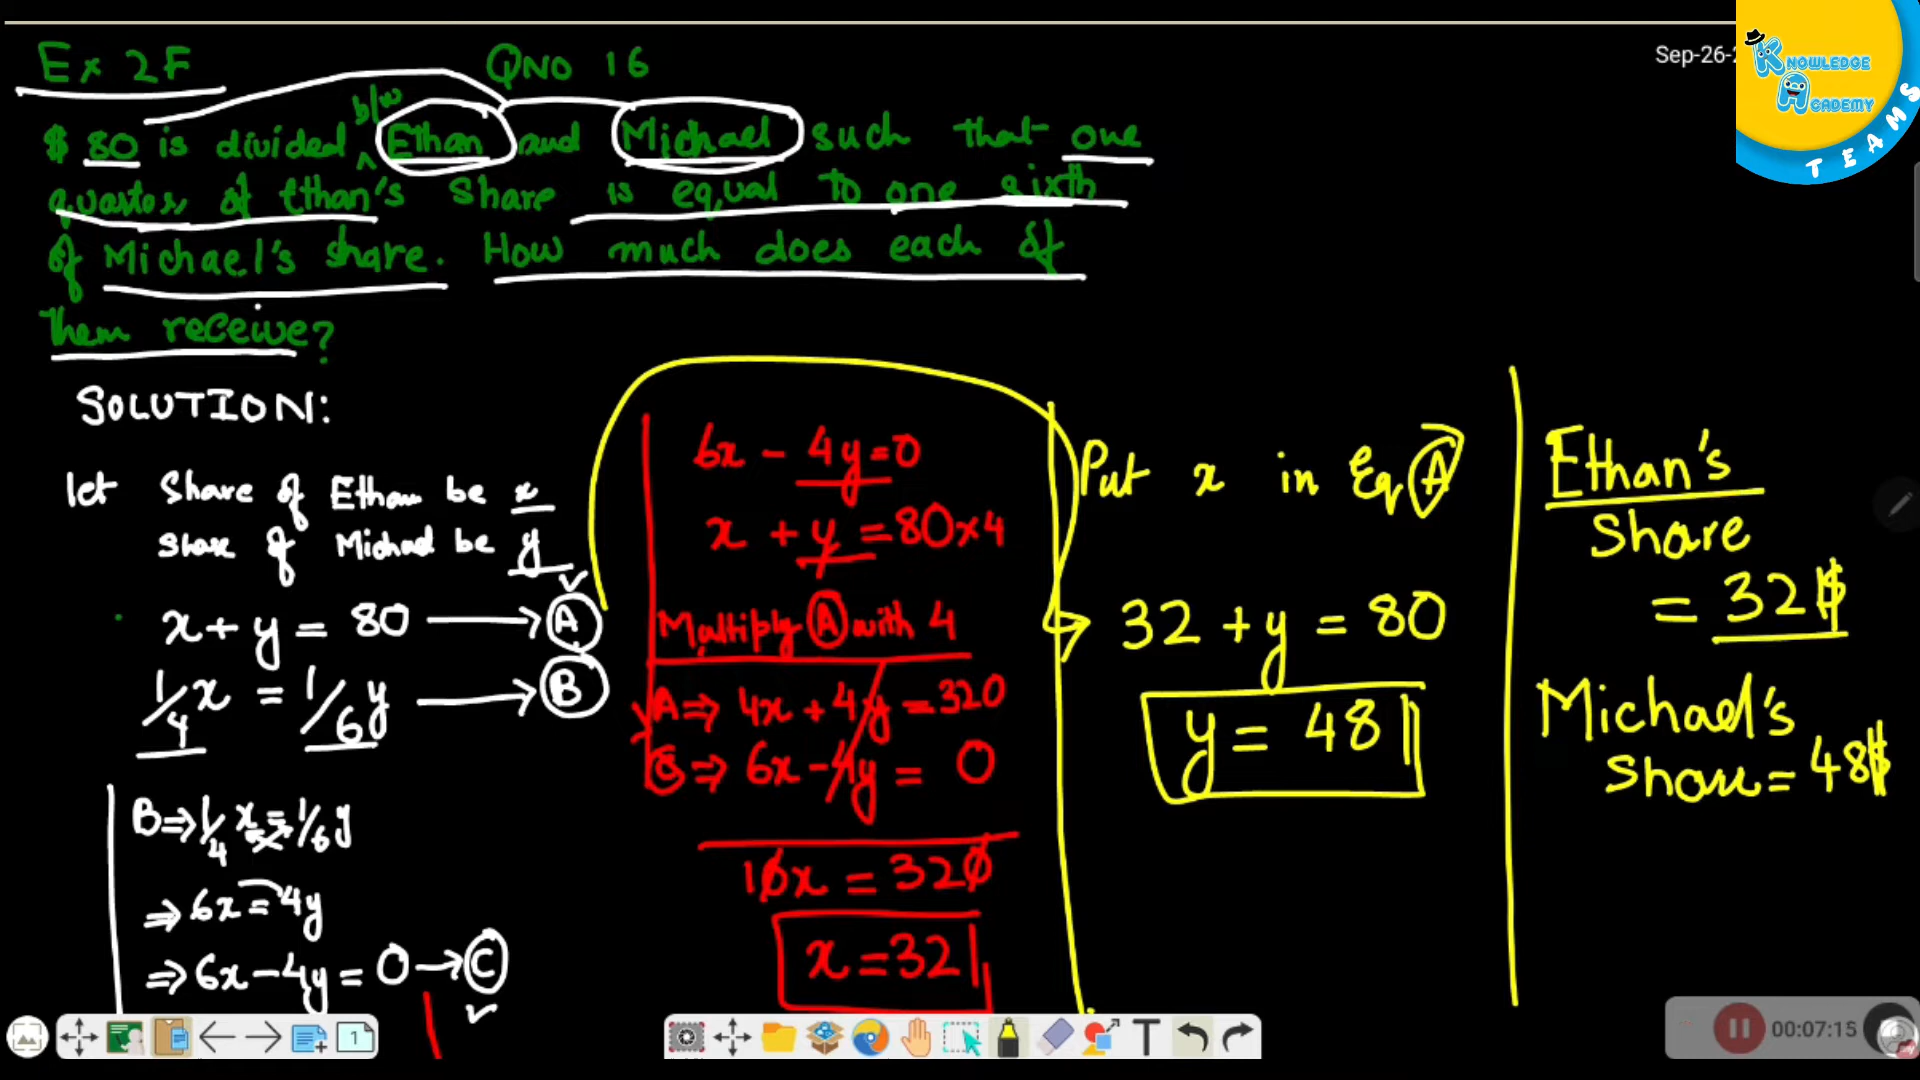 Ex 2F QNO 16
$ 80 is divided b/w Ethan and Michael such that one
quarter of Ethan's share is equal to one sixth
of Michael's share. How much does each of
them receive?
SOLUTION:
let share of Ethan be x
share of Michael be y
x + y = 80 → A
1/4 x = 1/6 y → B
B ⇒ 1/4 x = 1/6 y
⇒ 6x = 4y
⇒ 6x - 4y = 0 → C
6x - 4y = 0
x + y = 80 × 4
Multiply A with 4
A ⇒ 4x + 4y = 320
C ⇒ 6x - 4y = 0
10x = 320
x = 32
Put x in Eq A
32 + y = 80
y = 48
Ethan's
Share
= 32 $
Michael's
share = 48 $
KNOWLEDGE
ACADEMY
TEAMS
1
T
00:07:15